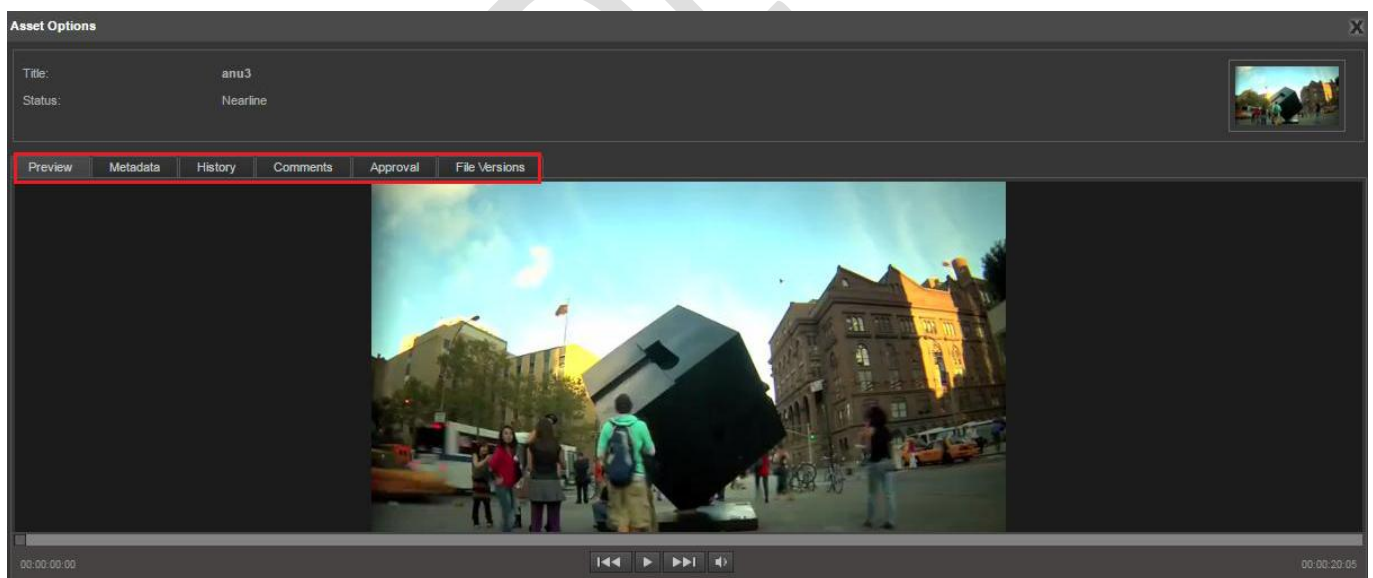 Asset Options
X
Title: anu3
Status: Nearline
Preview Metadata History Comments Approval File Versions
00:00:00:00 00:00:20:05